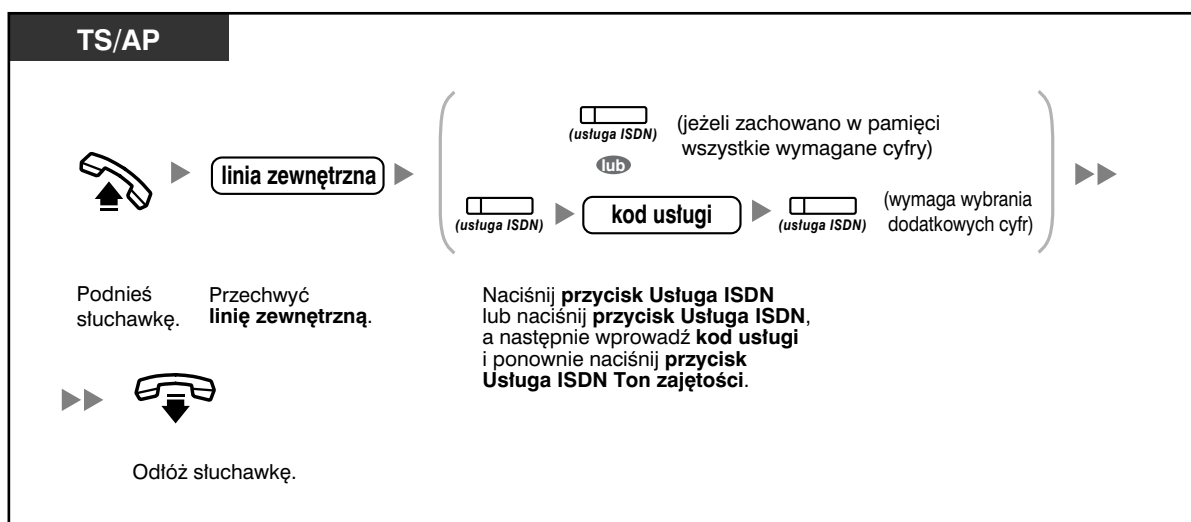 TS/AP
(usługa ISDN)
(jeżeli zachowano w pamięci
wszystkie wymagane cyfry)
lub
linia zewnętrzna
(usługa ISDN)
kod usługi
(usługa ISDN)
(wymaga wybrania
dodatkowych cyfr)
Podnieś
słuchawkę.
Przechwyć
linię zewnętrzną.
Naciśnij przycisk Usługa ISDN
lub naciśnij przycisk Usługa ISDN,
a następnie wprowadź kod usługi
i ponownie naciśnij przycisk
Usługa ISDN Ton zajętości.
Odłóż słuchawkę.